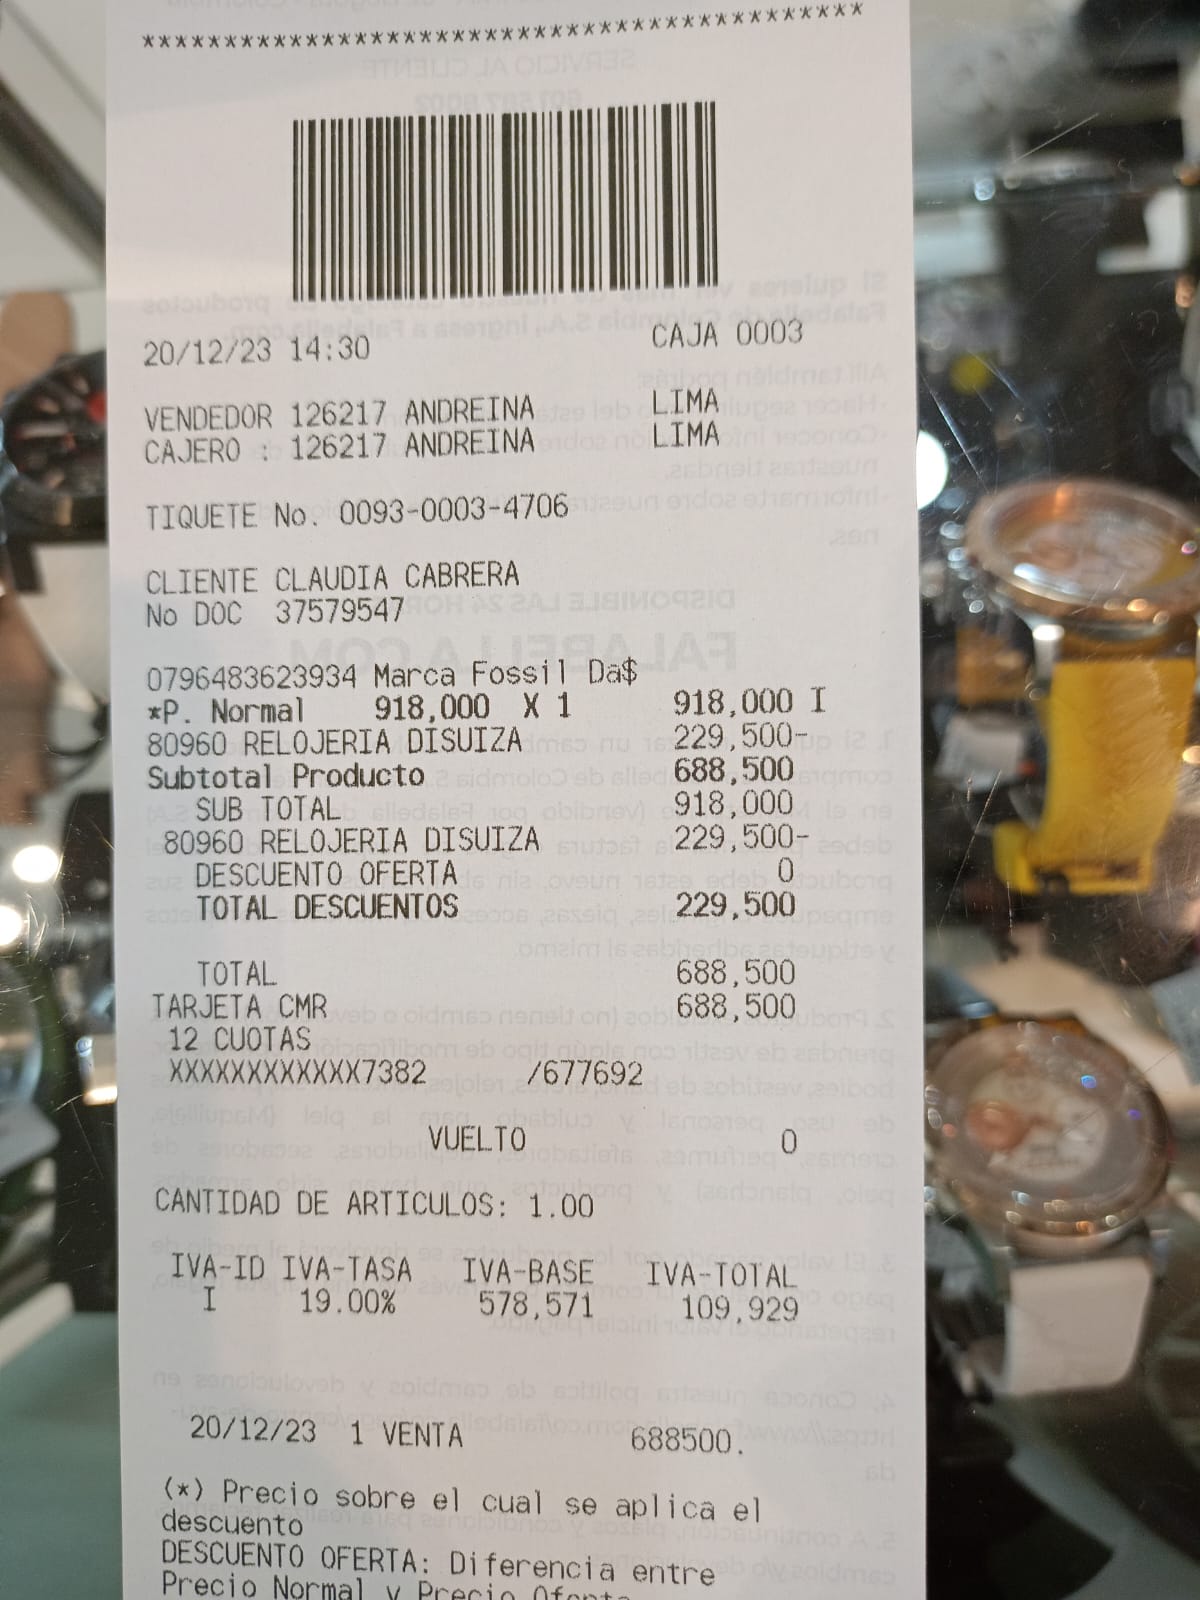 ******************************************
20/12/23 14:30 CAJA 0003
VENDEDOR 126217 ANDREINA LIMA
CAJERO : 126217 ANDREINA LIMA
TIQUETE No. 0093-0003-4706
CLIENTE CLAUDIA CABRERA
No DOC 37579547
0796483623934 Marca Fossil Da$
*P. Normal 918,000 X 1 918,000 I
80960 RELOJERIA DISUIZA 229,500-
Subtotal Producto 688,500
SUB TOTAL 918,000
80960 RELOJERIA DISUIZA 229,500-
DESCUENTO OFERTA 0
TOTAL DESCUENTOS 229,500
TOTAL 688,500
TARJETA CMR 688,500
12 CUOTAS
XXXXXXXXXXXX7382 /677692
VUELTO 0
CANTIDAD DE ARTICULOS: 1.00
IVA-ID IVA-TASA IVA-BASE IVA-TOTAL
I 19.00% 578,571 109,929
20/12/23 1 VENTA 688500.
(*) Precio sobre el cual se aplica el
descuento
DESCUENTO OFERTA: Diferencia entre
Precio Normal y Precio Oferta